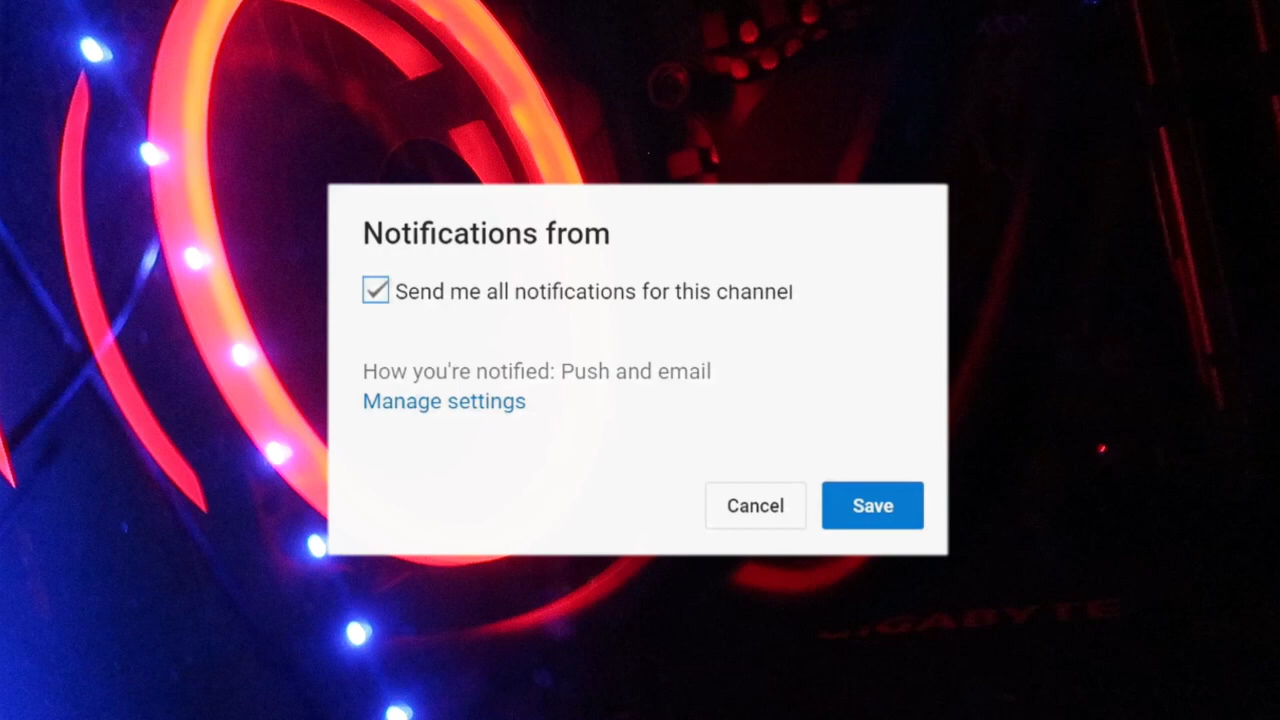 Notifications from
Send me all notifications for this channel
How you're notified: Push and email
Manage settings
Cancel
Save
GABYTE